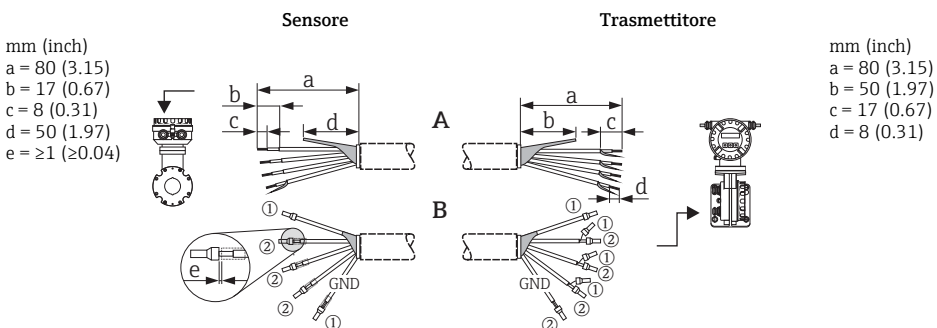 Sensore
Trasmettitore
mm (inch)
a = 80 (3.15)
b = 17 (0.67)
c = 8 (0.31)
d = 50 (1.97)
e = ≥1 (≥0.04)
mm (inch)
a = 80 (3.15)
b = 50 (1.97)
c = 17 (0.67)
d = 8 (0.31)
a
b
c
d
A
a
b
c
d
B
①
②
②
②
①
GND
e
①
①
②
①
②
①
②
②
GND